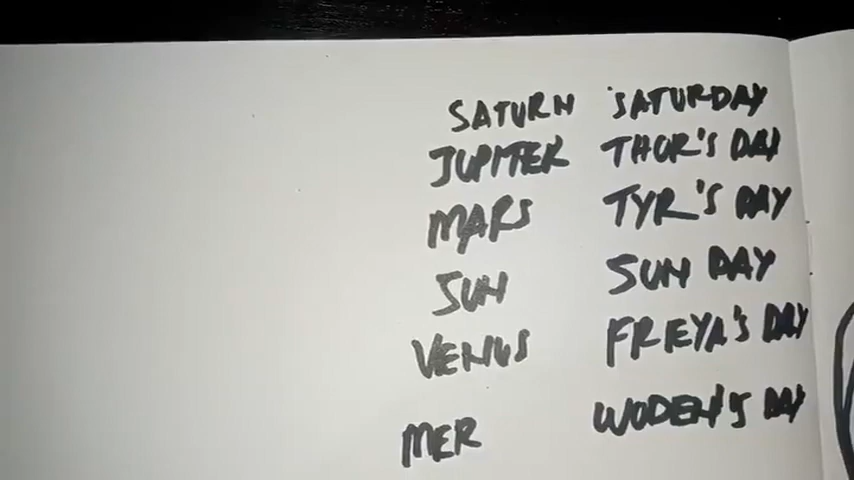 SATURN SATURDAY
JUPITER THOR'S DAY
MARS TYR'S DAY
SUN SUN DAY
VENUS FREYA'S DAY
MER WODEN'S DAY